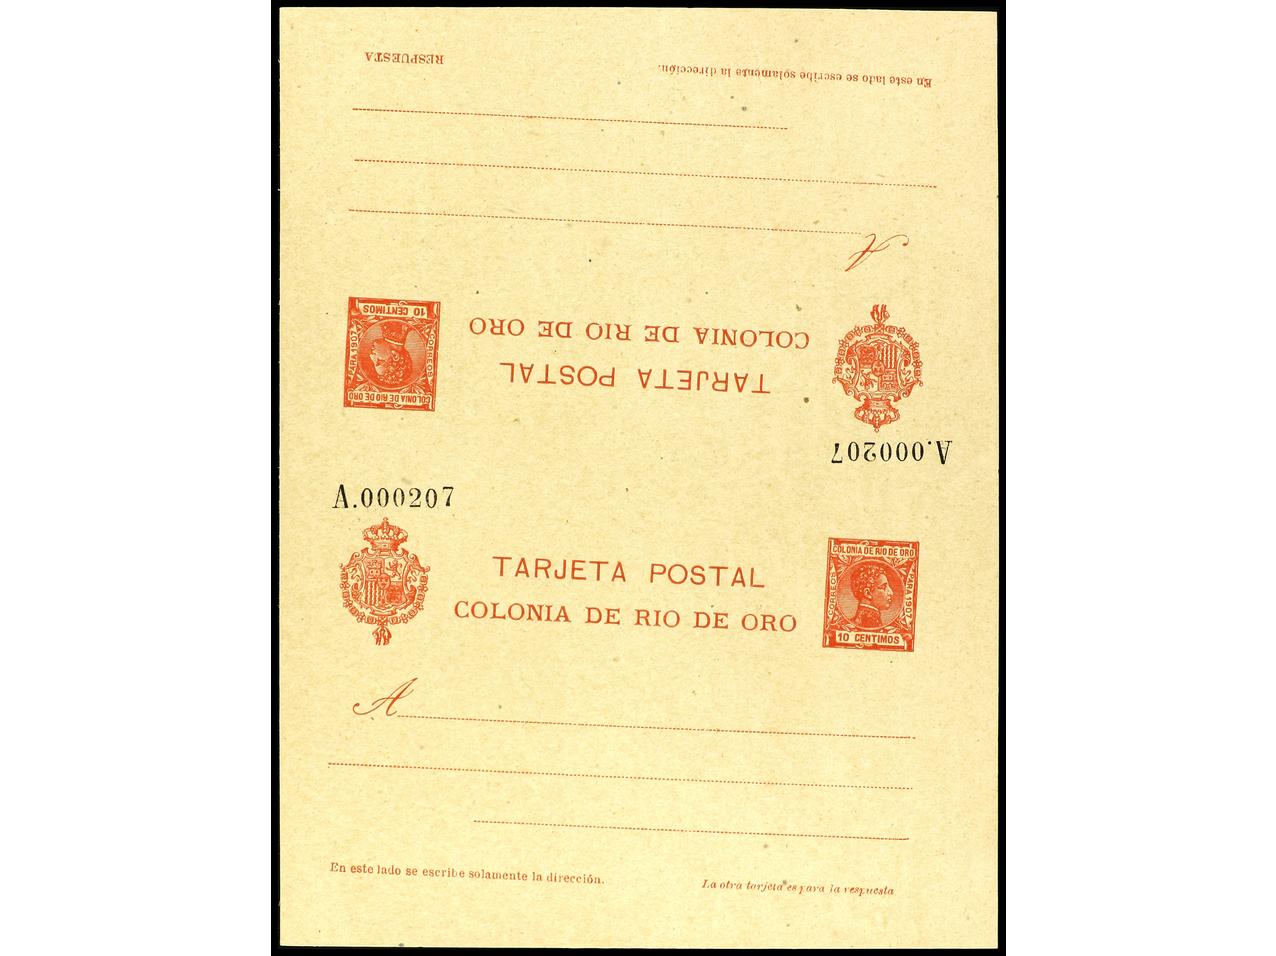 RESPUESTA
En este lado se escribe solamente la dirección.
A
10 CENTIMOS
CORREOS
PARA 1907
COLONIA DE RIO DE ORO
COLONIA DE RIO DE ORO
TARJETA POSTAL
A.000207
A.000207
TARJETA POSTAL
COLONIA DE RIO DE ORO
COLONIA DE RIO DE ORO
CORREOS
PARA 1907
10 CENTIMOS
A
En este lado se escribe solamente la dirección.
La otra tarjeta es para la respuesta